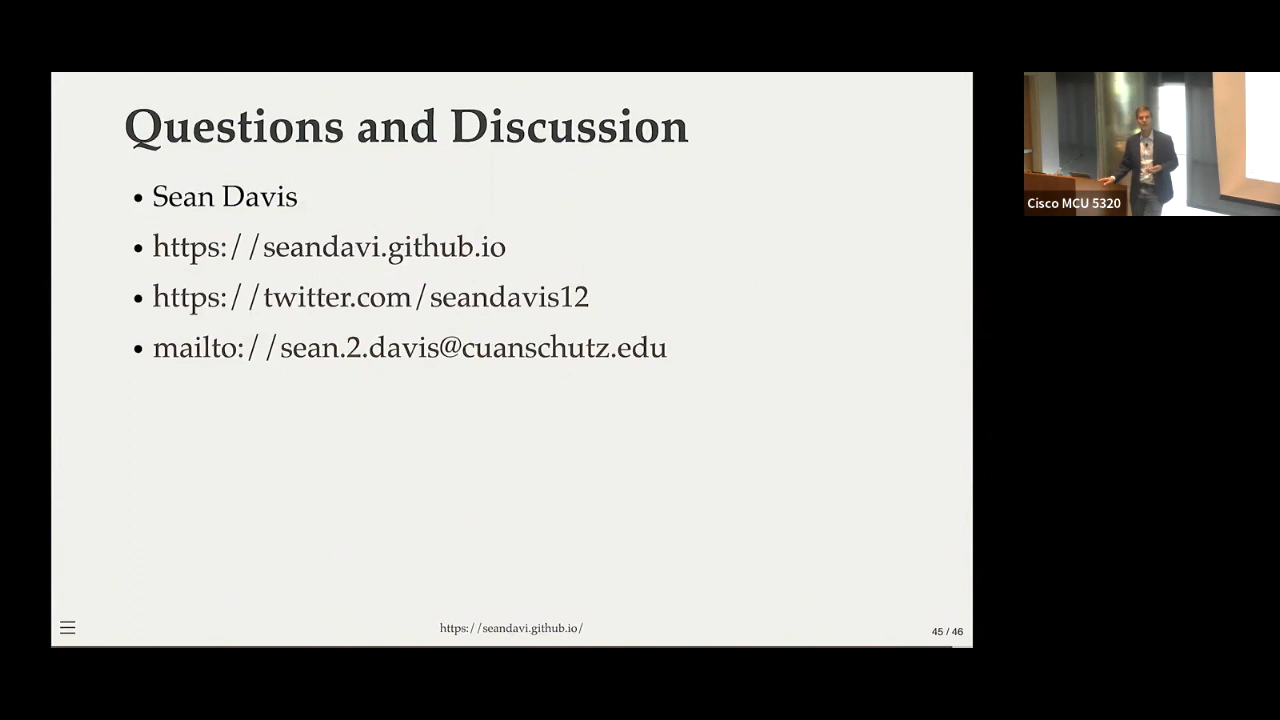 Questions and Discussion
• Sean Davis
• https://seandavi.github.io
• https://twitter.com/seandavis12
• mailto://sean.2.davis@cuanschutz.edu
https://seandavi.github.io/
45 / 46
Cisco MCU 5320